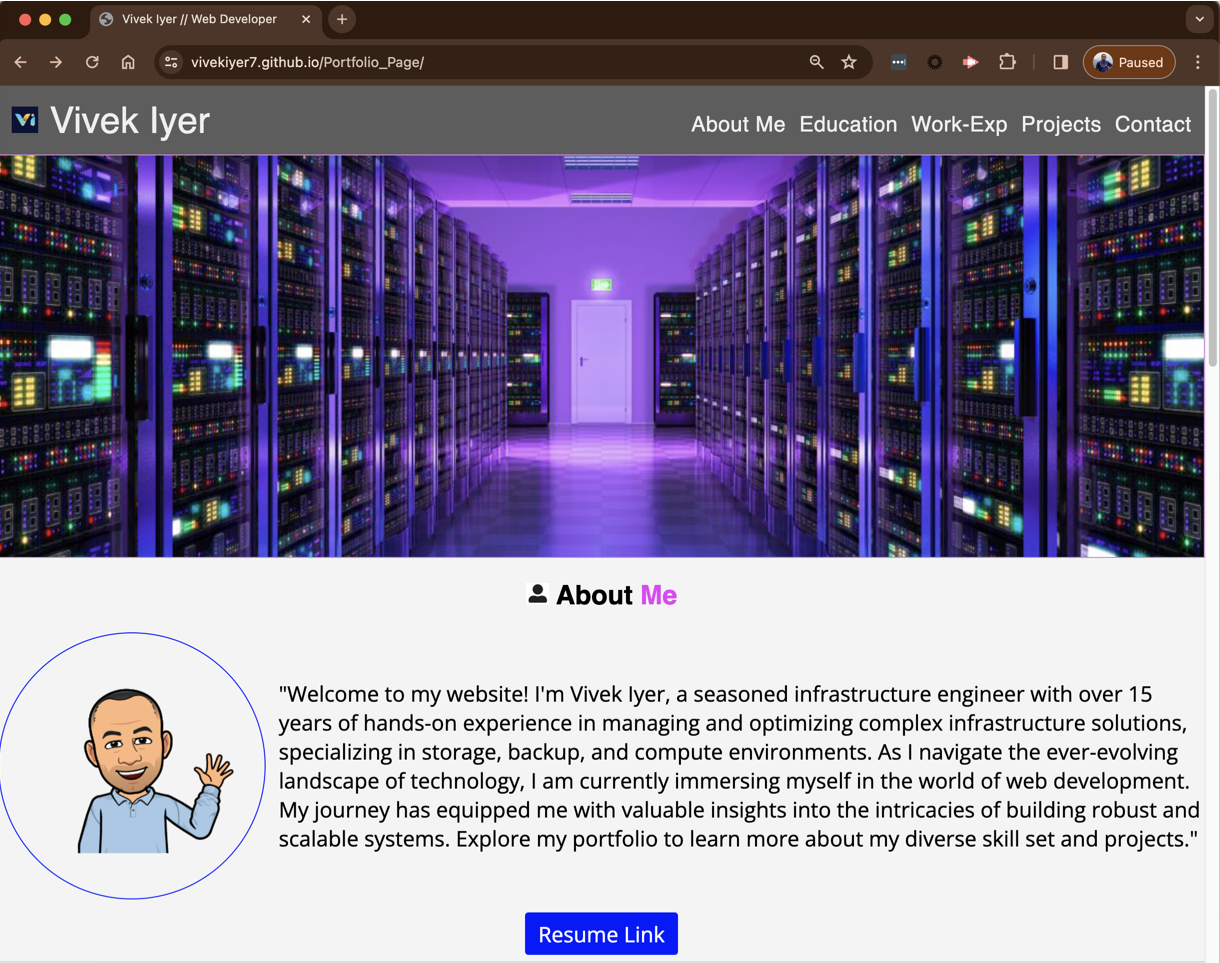 Vivek Iyer // Web Developer
vivekiyer7.github.io/Portfolio_Page/
Paused
Vi Vivek Iyer
About Me Education Work-Exp Projects Contact
About Me
"Welcome to my website! I'm Vivek Iyer, a seasoned infrastructure engineer with over 15
years of hands-on experience in managing and optimizing complex infrastructure solutions,
specializing in storage, backup, and compute environments. As I navigate the ever-evolving
landscape of technology, I am currently immersing myself in the world of web development.
My journey has equipped me with valuable insights into the intricacies of building robust and
scalable systems. Explore my portfolio to learn more about my diverse skill set and projects."
Resume Link